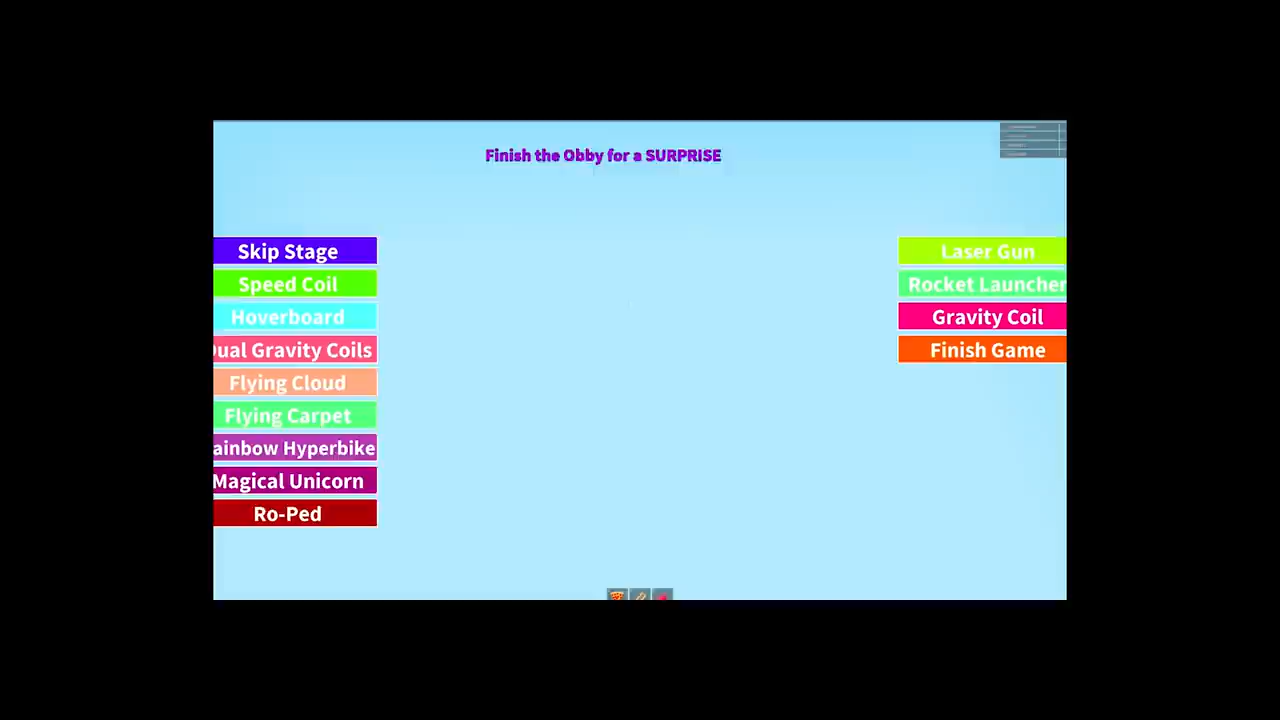 Finish the Obby for a SURPRISE
Skip Stage
Speed Coil
Hoverboard
Dual Gravity Coils
Flying Cloud
Flying Carpet
ainbow Hyperbike
Magical Unicorn
Ro-Ped
Laser Gun
Rocket Launcher
Gravity Coil
Finish Game